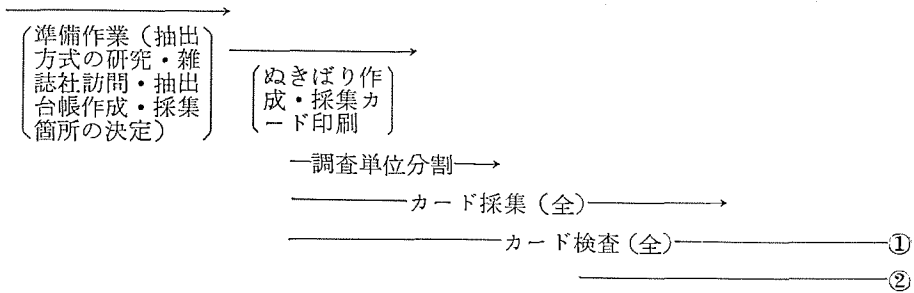 準備作業（抽出
方式の研究・雑
誌社訪問・抽出
台帳作成・採集
箇所の決定）
ぬきばり作
成・採集カ
ード印刷
調査単位分割
カード採集（全）
カード検査（全）
①
②